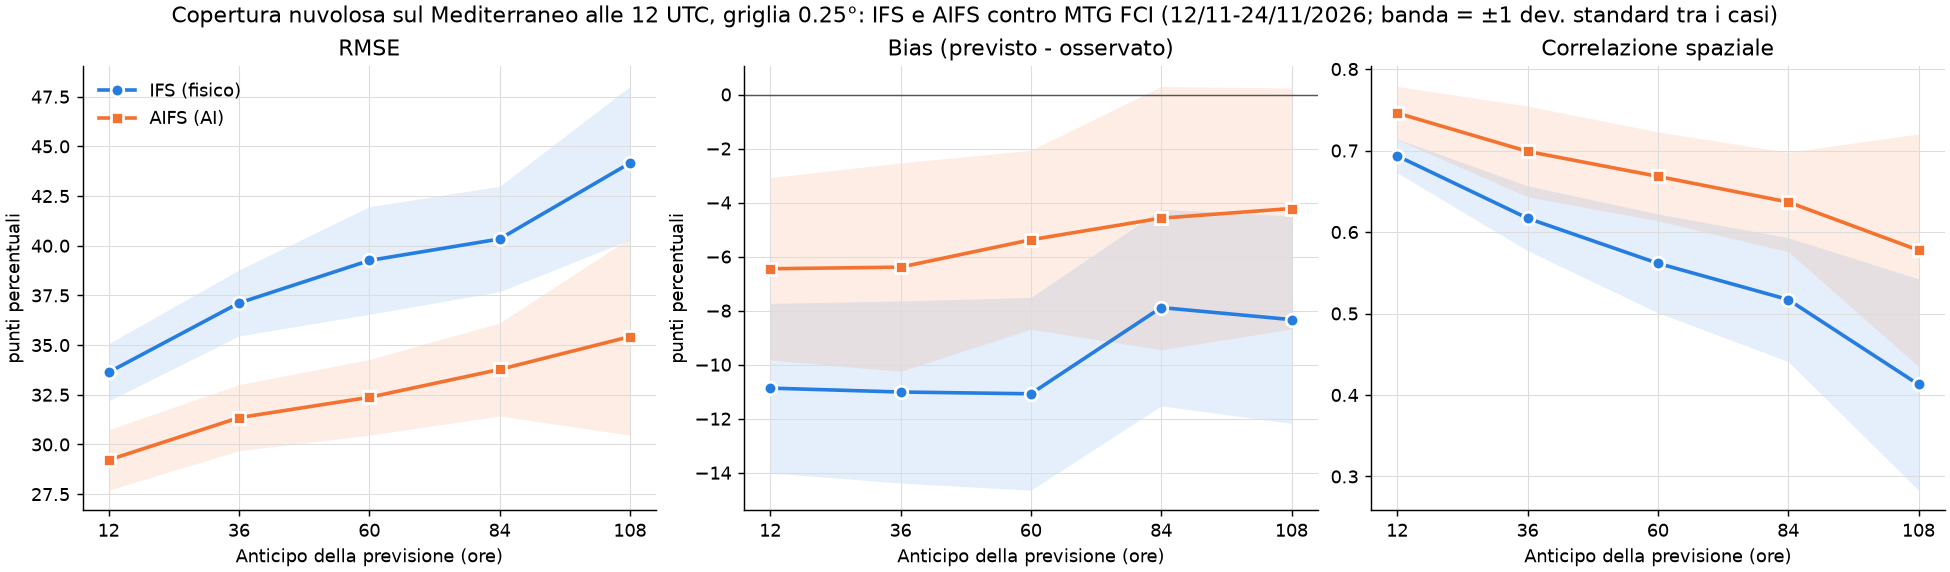 Copertura nuvolosa sul Mediterraneo alle 12 UTC, griglia 0.25°: IFS e AIFS contro MTG FCI (12/11-24/11/2026; banda = ±1 dev. standard tra i casi)
RMSE
47.5
45.0
42.5
40.0
37.5
35.0
32.5
30.0
27.5
punti percentuali
IFS (fisico)
AIFS (AI)
12 36 60 84 108
Anticipo della previsione (ore)
Bias (previsto - osservato)
0
−2
−4
−6
−8
−10
−12
−14
punti percentuali
12 36 60 84 108
Anticipo della previsione (ore)
Correlazione spaziale
0.8
0.7
0.6
0.5
0.4
0.3
12 36 60 84 108
Anticipo della previsione (ore)